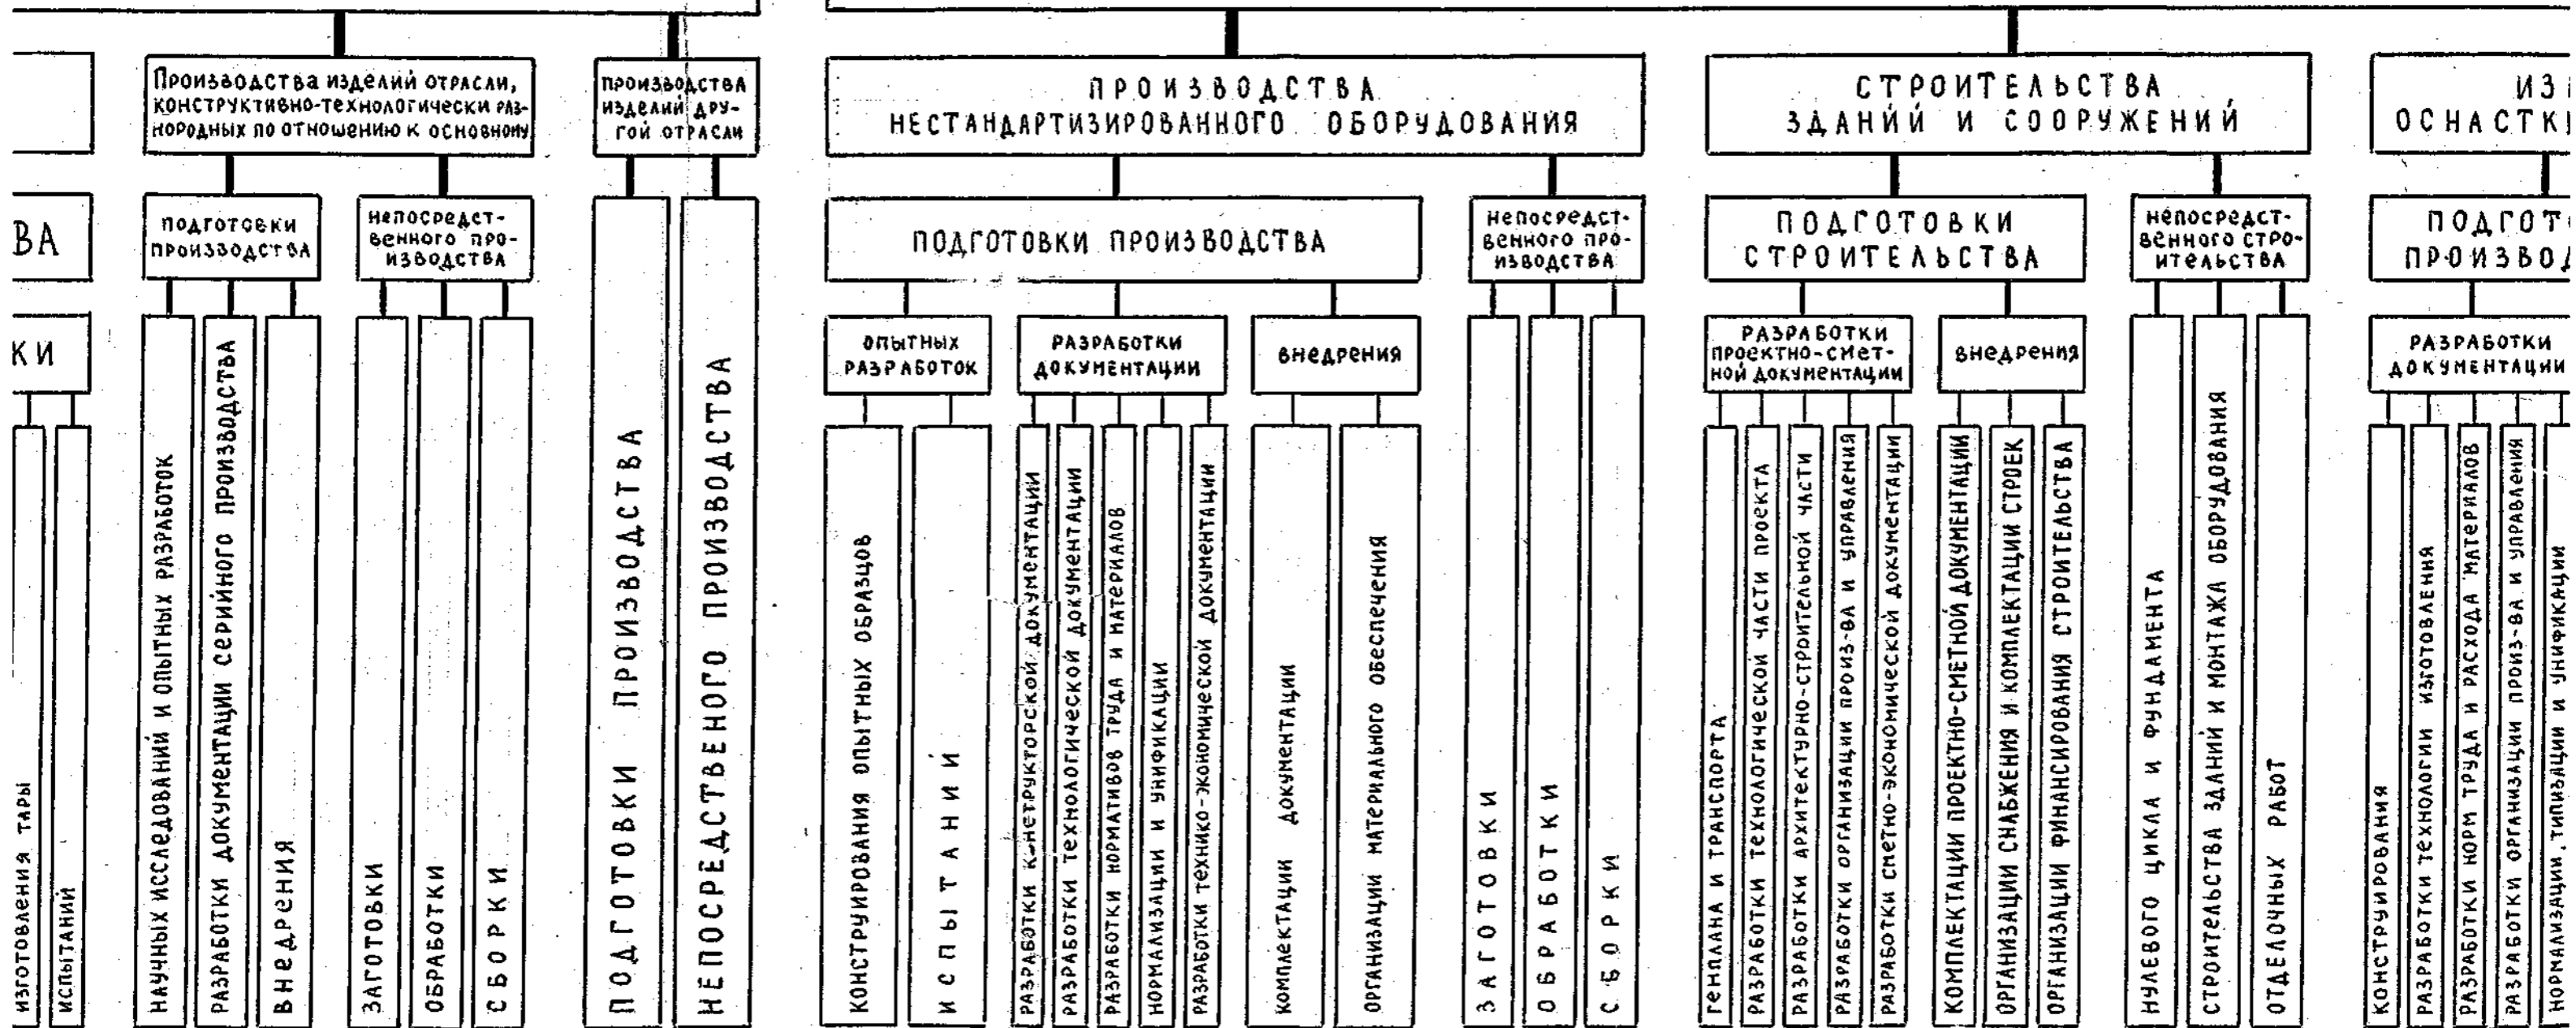 Производства изделий отрасли,
конструктивно-технологически раз-
нородных по отношению к основному
производства
изделий дру-
гой отрасли
ПРОИЗВОДСТВА
НЕСТАНДАРТИЗИРОВАННОГО ОБОРУДОВАНИЯ
СТРОИТЕЛЬСТВА
ЗДАНИЙ И СООРУЖЕНИЙ
ИЗ
ОСНАСТК
ВА
подготовки
производства
непосредст-
венного про-
изводства
ПОДГОТОВКИ ПРОИЗВОДСТВА
непосредст-
венного про-
изводства
ПОДГОТОВКИ
СТРОИТЕЛЬСТВА
непосредст-
венного стро-
ительства
ПОДГОТ
ПРОИЗВОД
КИ
опытных
разработок
разработки
документации
внедрения
разработки
проектно-смет-
ной документации
внедрения
разработки
документации
изготовления тары
испытаний
научных исследований и опытных разработок
разработки документации серийного производства
внедрения
заготовки
обработки
сборки
ПОДГОТОВКИ ПРОИЗВОДСТВА
НЕПОСРЕДСТВЕНОГО ПРОИЗВОДСТВА
конструирования опытных образцов
испытаний
разработки конструкторской документации
разработки технологической документации
разработки нормативов труда и материалов
нормализации и унификации
разработки технико-экономической документации
комплектации документации
организации материального обеспечения
заготовки
обработки
сборки
генплана и транспорта
разработки технологической части проекта
разработки архитектурно-строительной части
разработки организации произ-ва и управления
разработки сметно-экономической документации
комплектации проектно-сметной документации
организации снабжения и комплектации строек
организации финансирования строительства
нулевого цикла и фундамента
строительства зданий и монтажа оборудования
отделочных работ
конструирования
разработки технологии изготовления
разработки норм труда и расхода материалов
разработки организации произ-ва и управления
нормализации, типизации и унификации